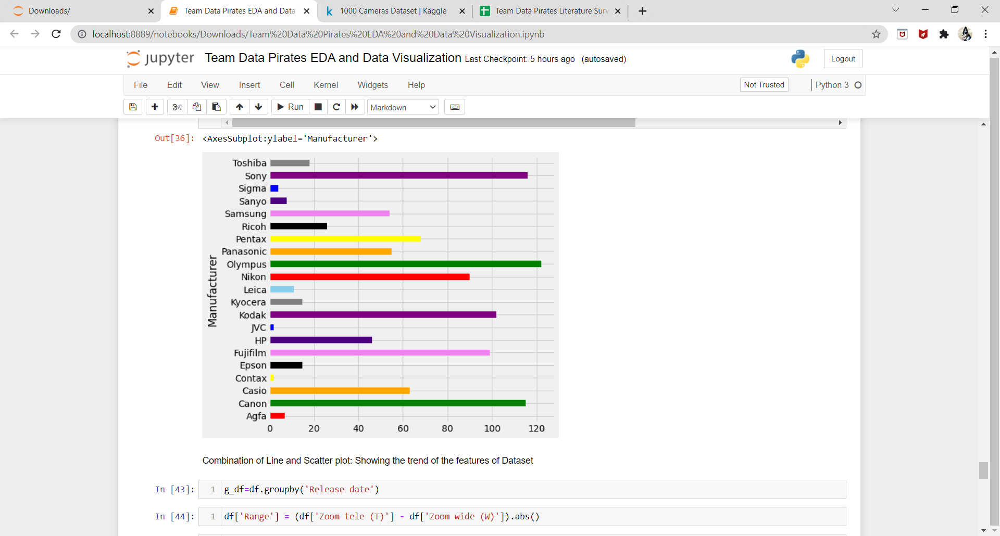 Downloads/
Team Data Pirates EDA and Data
1000 Cameras Dataset | Kaggle
Team Data Pirates Literature Surv
localhost:8889/notebooks/Downloads/Team%20Data%20Pirates%20EDA%20and%20Data%20Visualization.ipynb
jupyter Team Data Pirates EDA and Data Visualization Last Checkpoint: 5 hours ago (autosaved)
Logout
File Edit View Insert Cell Kernel Widgets Help
Not Trusted
Python 3
Run
Markdown
Out[36]: <AxesSubplot:ylabel='Manufacturer'>
Manufacturer
Toshiba
Sony
Sigma
Sanyo
Samsung
Ricoh
Pentax
Panasonic
Olympus
Nikon
Leica
Kyocera
Kodak
JVC
HP
Fujifilm
Epson
Contax
Casio
Canon
Agfa
0 20 40 60 80 100 120
Combination of Line and Scatter plot: Showing the trend of the features of Dataset
In [43]: 1 g_df=df.groupby('Release date')
In [44]: 1 df['Range'] = (df['Zoom tele (T)'] - df['Zoom wide (W)']).abs()